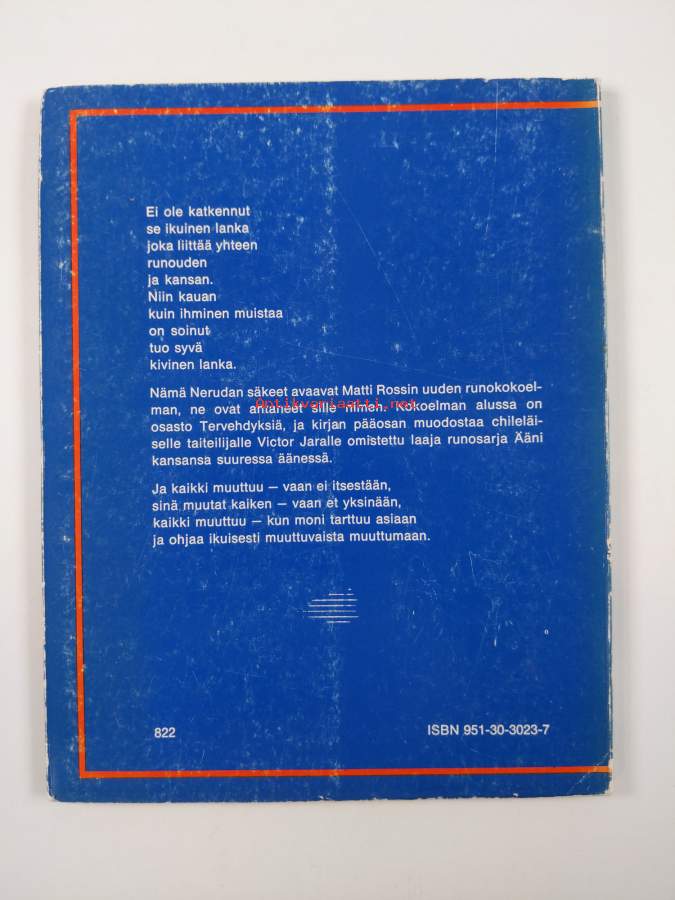 Ei ole katkennut
se ikuinen lanka
joka liittää yhteen
runouden
ja kansan.
Niin kauan
kuin ihminen muistaa
on soinut
tuo syvä
kivinen lanka.
Nämä Nerudan säkeet avaavat Matti Rossin uuden runokokoel-
man, ne ovat antaneet sille nimen. Kokoelman alussa on
osasto Tervehdyksiä, ja kirjan pääosan muodostaa chileläi-
selle taiteilijalle Victor Jaralle omistettu laaja runosarja Ääni
kansansa suuressa äänessä.
Ja kaikki muuttuu – vaan ei itsestään,
sinä muutat kaiken – vaan et yksinään,
kaikki muuttuu – kun moni tarttuu asiaan
ja ohjaa ikuisesti muuttuvaista muuttumaan.
822 ISBN 951-30-3023-7
Antikvariaatti.net